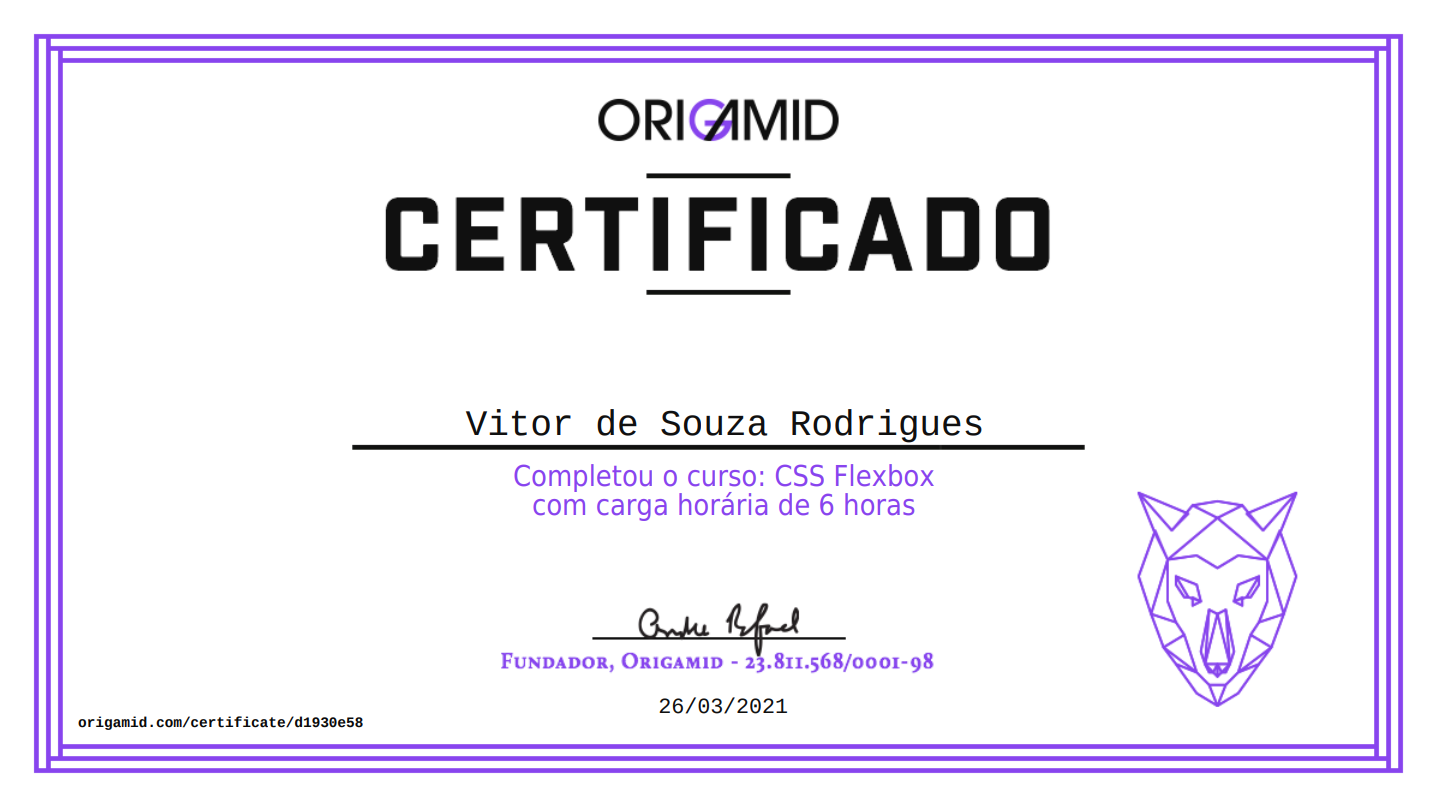 ORIGAMID
CERTIFICADO
Vitor de Souza Rodrigues
Completou o curso: CSS Flexbox
com carga horária de 6 horas
Andre Rafael
Fundador, Origamid - 23.811.568/0001-98
26/03/2021
origamid.com/certificate/d1930e58